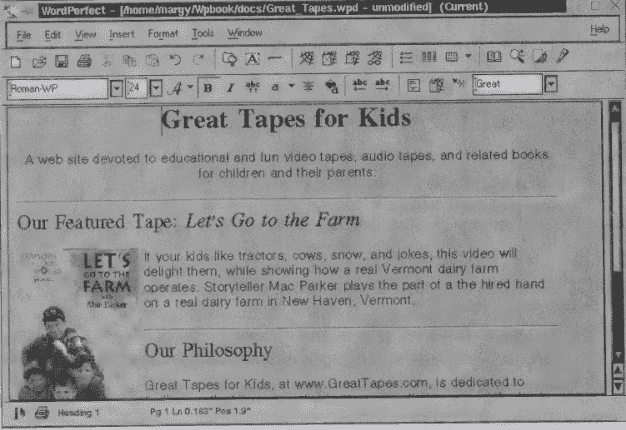 WordPerfect - [/home/margy/Wpbook/docs/Great_Tapes.wpd - unmodified] (Current)
File Edit View Insert Format Tools Window Help
Roman-WP 24 B I abc a abc abc Great
Great Tapes for Kids
A web site devoted to educational and fun video tapes, audio tapes, and related books
for children and their parents.
Our Featured Tape: Let's Go to the Farm
LET'S
GO TO THE
FARM
with
Mac Parker
If your kids like tractors, cows, snow, and jokes, this video will
delight them, while showing how a real Vermont dairy farm
operates. Storyteller Mac Parker plays the part of a the hired hand
on a real dairy farm in New Haven, Vermont.
Our Philosophy
Great Tapes for Kids, at www.GreatTapes.com, is dedicated to
Heading 1 Pg 1 Ln 0.183" Pos 1.9"